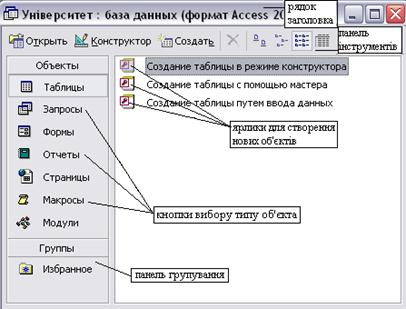 Університет : база данных (формат Access 20
рядок
заголовка
Открыть Конструктор Создать
панель
інструментів
Объекты
Таблицы
Запросы
Формы
Отчеты
Страницы
Макросы
Модули
Группы
Избранное
Создание таблицы в режиме конструктора
Создание таблицы с помощью мастера
Создание таблицы путем ввода данных
ярлики для створення
нових об'єктів
кнопки вибору типу об'єкта
панель групування